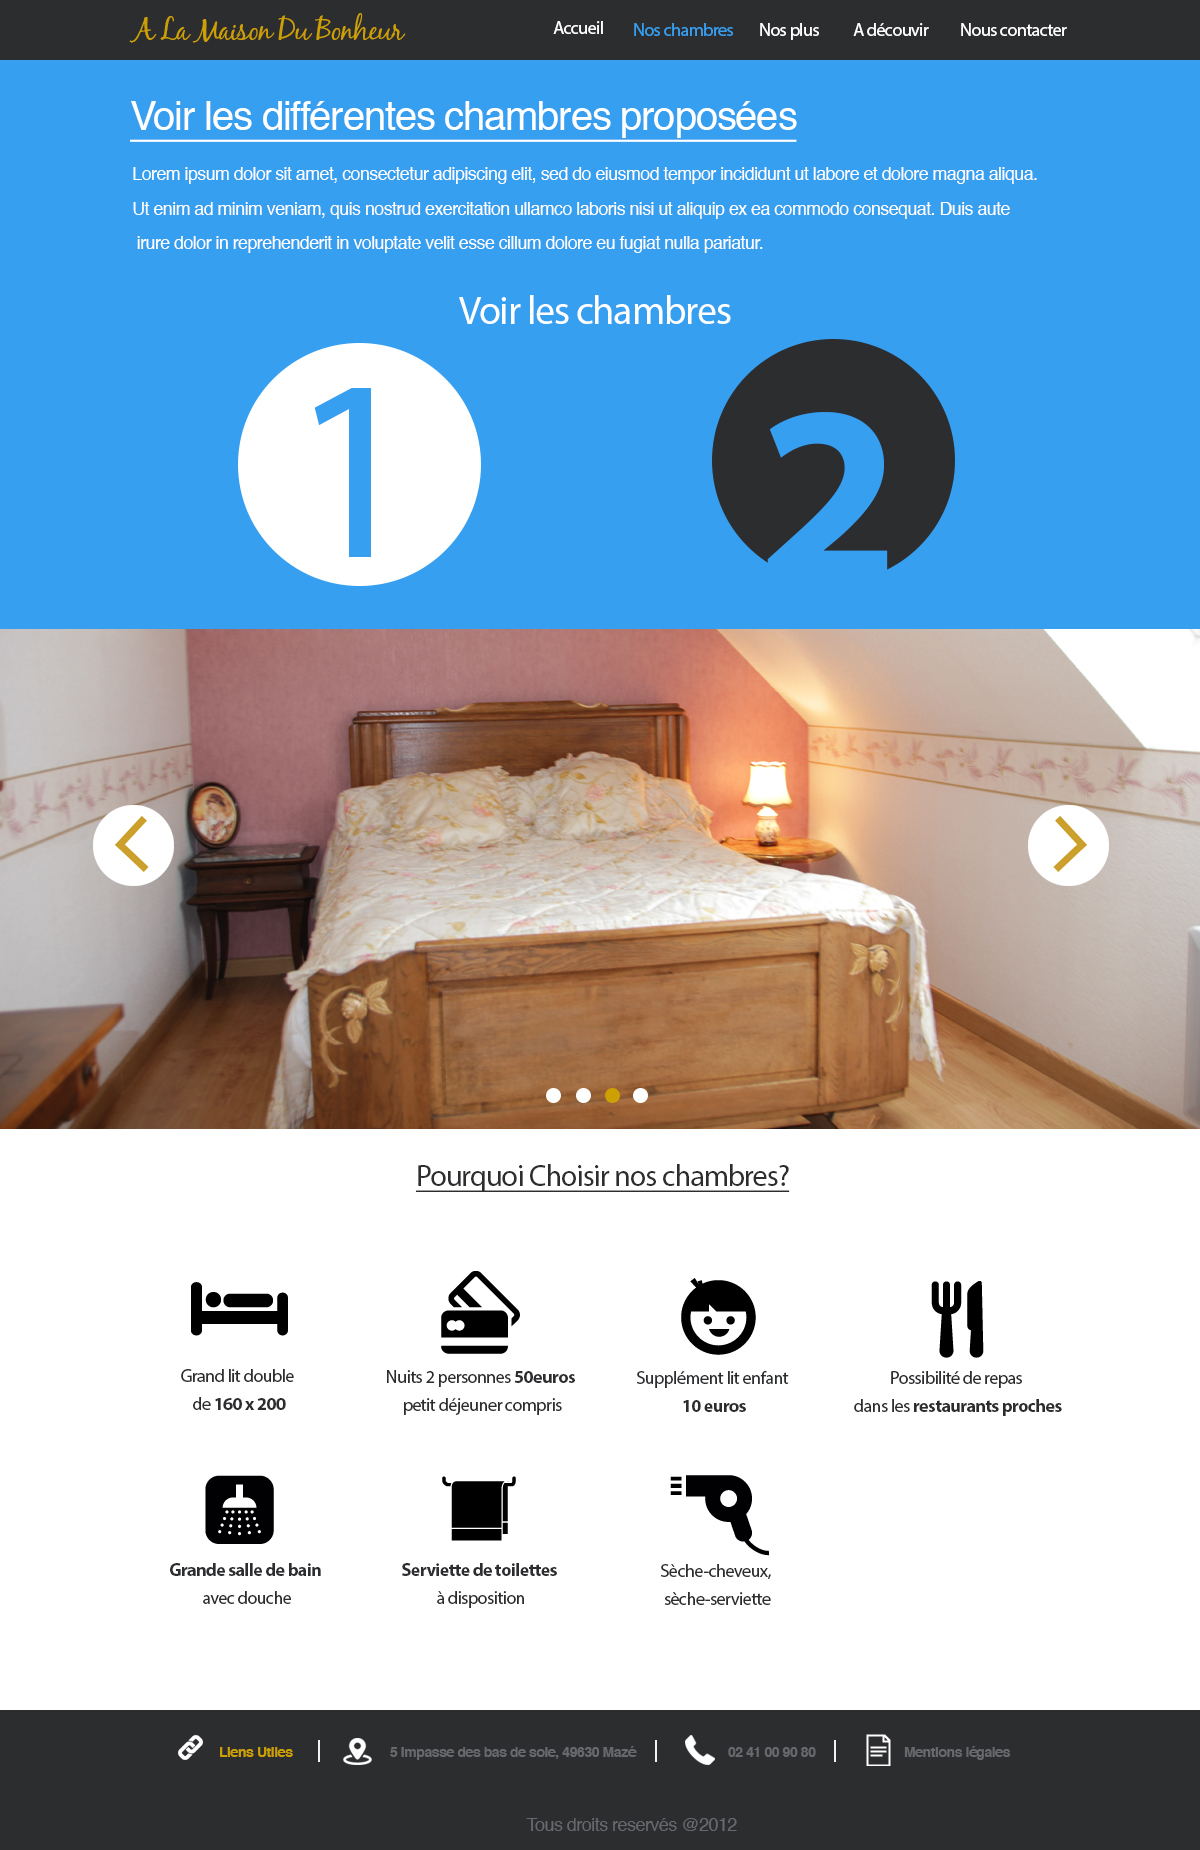 A La Maison Du Bonheur
Accueil Nos chambres Nos plus A découvir Nous contacter
Voir les différentes chambres proposées
Lorem ipsum dolor sit amet, consectetur adipiscing elit, sed do eiusmod tempor incididunt ut labore et dolore magna aliqua.
Ut enim ad minim veniam, quis nostrud exercitation ullamco laboris nisi ut aliquip ex ea commodo consequat. Duis aute
irure dolor in reprehenderit in voluptate velit esse cillum dolore eu fugiat nulla pariatur.
Voir les chambres
1 2
Pourquoi Choisir nos chambres?
Grand lit double
de 160 x 200
Nuits 2 personnes 50euros
petit déjeuner compris
Supplément lit enfant
10 euros
Possibilité de repas
dans les restaurants proches
Grande salle de bain
avec douche
Serviette de toilettes
à disposition
Sèche-cheveux,
sèche-serviette
Liens Utiles
5 Impasse des bas de soie, 49630 Mazé
02 41 00 90 80
Mentions légales
Tous droits reservés @2012